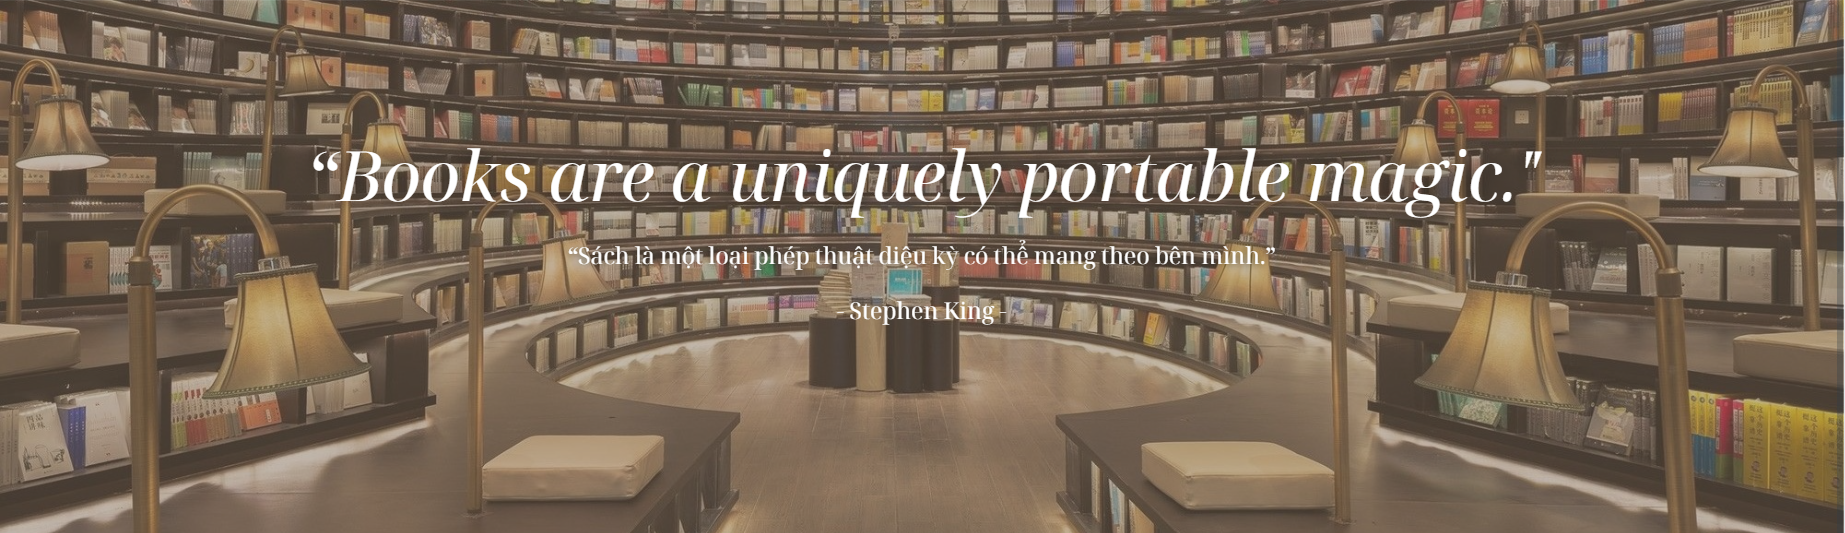 “Books are a uniquely portable magic."
“Sách là một loại phép thuật diệu kỳ có thể mang theo bên mình.”
- Stephen King -